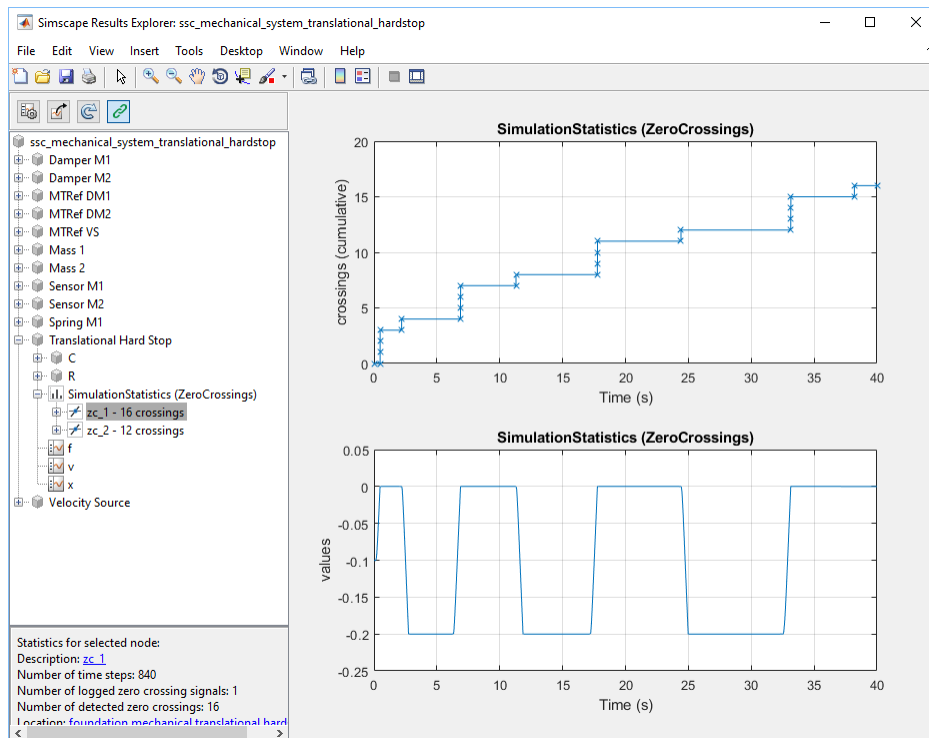 Simscape Results Explorer: ssc_mechanical_system_translational_hardstop
File Edit View Insert Tools Desktop Window Help
ssc_mechanical_system_translational_hardstop
Damper M1
Damper M2
MTRef DM1
MTRef DM2
MTRef VS
Mass 1
Mass 2
Sensor M1
Sensor M2
Spring M1
Translational Hard Stop
C
R
SimulationStatistics (ZeroCrossings)
zc_1 - 16 crossings
zc_2 - 12 crossings
f
v
x
Velocity Source
Statistics for selected node:
Description: zc_1
Number of time steps: 840
Number of logged zero crossing signals: 1
Number of detected zero crossings: 16
Location: foundation.mechanical.translational.hard
SimulationStatistics (ZeroCrossings)
crossings (cumulative)
20
15
10
5
0
0 5 10 15 20 25 30 35 40
Time (s)
SimulationStatistics (ZeroCrossings)
values
0.05
0
-0.05
-0.1
-0.15
-0.2
-0.25
0 5 10 15 20 25 30 35 40
Time (s)